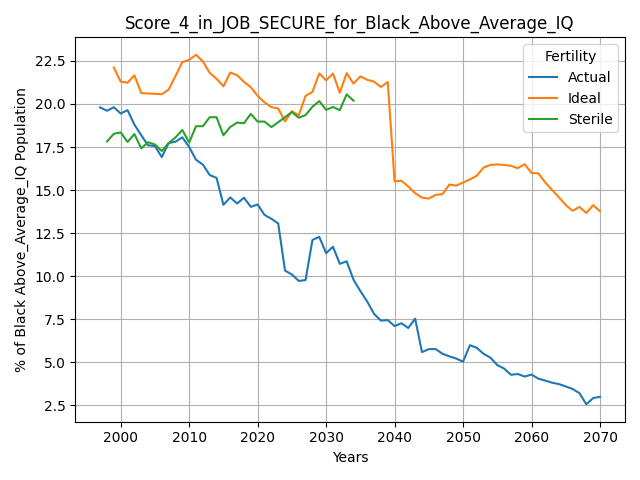 Score_4_in_JOB_SECURE_for_Black_Above_Average_IQ
% of Black Above_Average_IQ Population
22.5
20.0
17.5
15.0
12.5
10.0
7.5
5.0
2.5
Fertility
Actual
Ideal
Sterile
2000 2010 2020 2030 2040 2050 2060 2070
Years